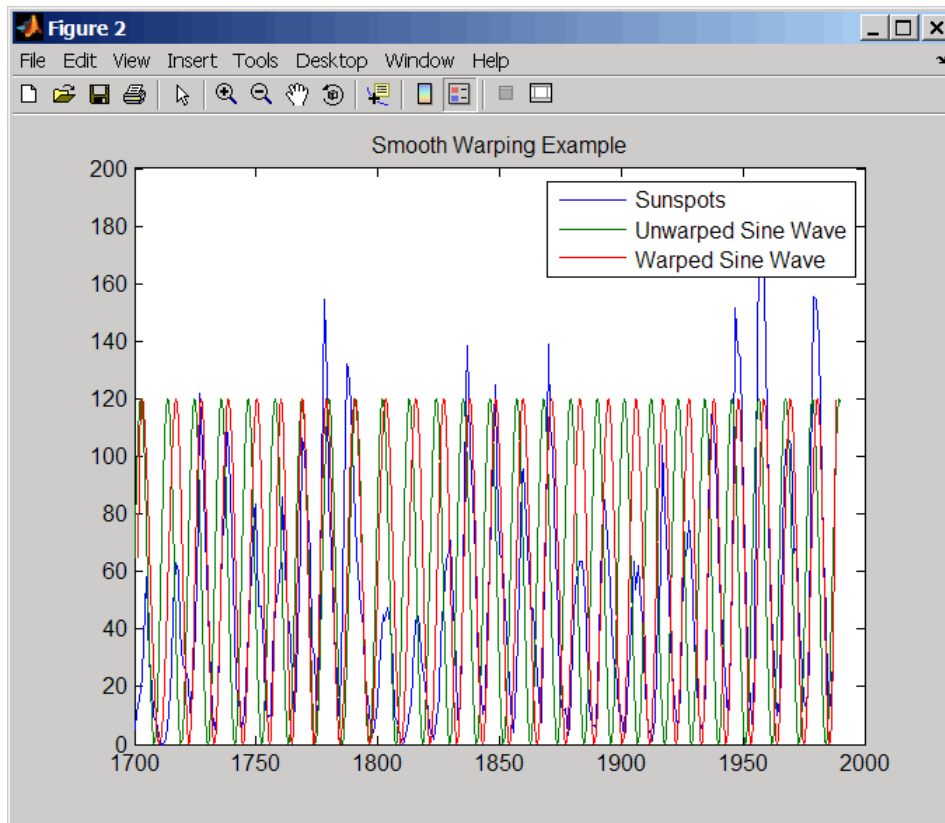 Figure 2
File Edit View Insert Tools Desktop Window Help
Smooth Warping Example
200
180
160
140
120
100
80
60
40
20
0
Sunspots
Unwarped Sine Wave
Warped Sine Wave
1700 1750 1800 1850 1900 1950 2000